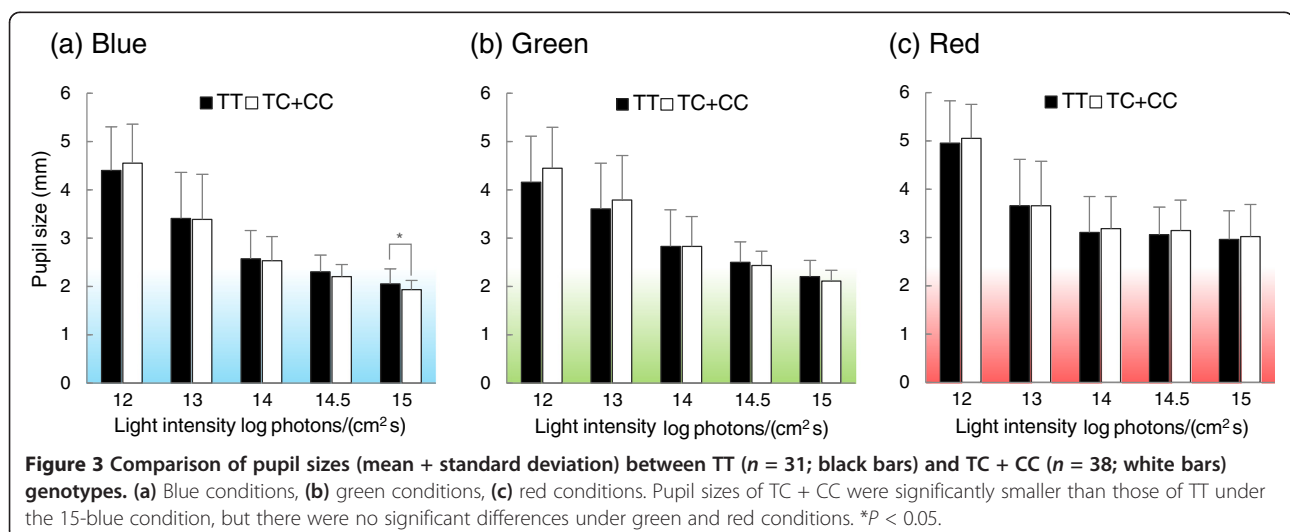 (a) Blue
(b) Green
(c) Red
Pupil size (mm)
6
5
4
3
2
1
0
TT TC+CC
*
12 13 14 14.5 15
Light intensity log photons/(cm² s)
6
5
4
3
2
1
0
TT TC+CC
12 13 14 14.5 15
Light intensity log photons/(cm² s)
6
5
4
3
2
1
0
TT TC+CC
12 13 14 14.5 15
Light intensity log photons/(cm² s)
Figure 3 Comparison of pupil sizes (mean + standard deviation) between TT (n = 31; black bars) and TC + CC (n = 38; white bars)
genotypes. (a) Blue conditions, (b) green conditions, (c) red conditions. Pupil sizes of TC + CC were significantly smaller than those of TT under
the 15-blue condition, but there were no significant differences under green and red conditions. *P < 0.05.